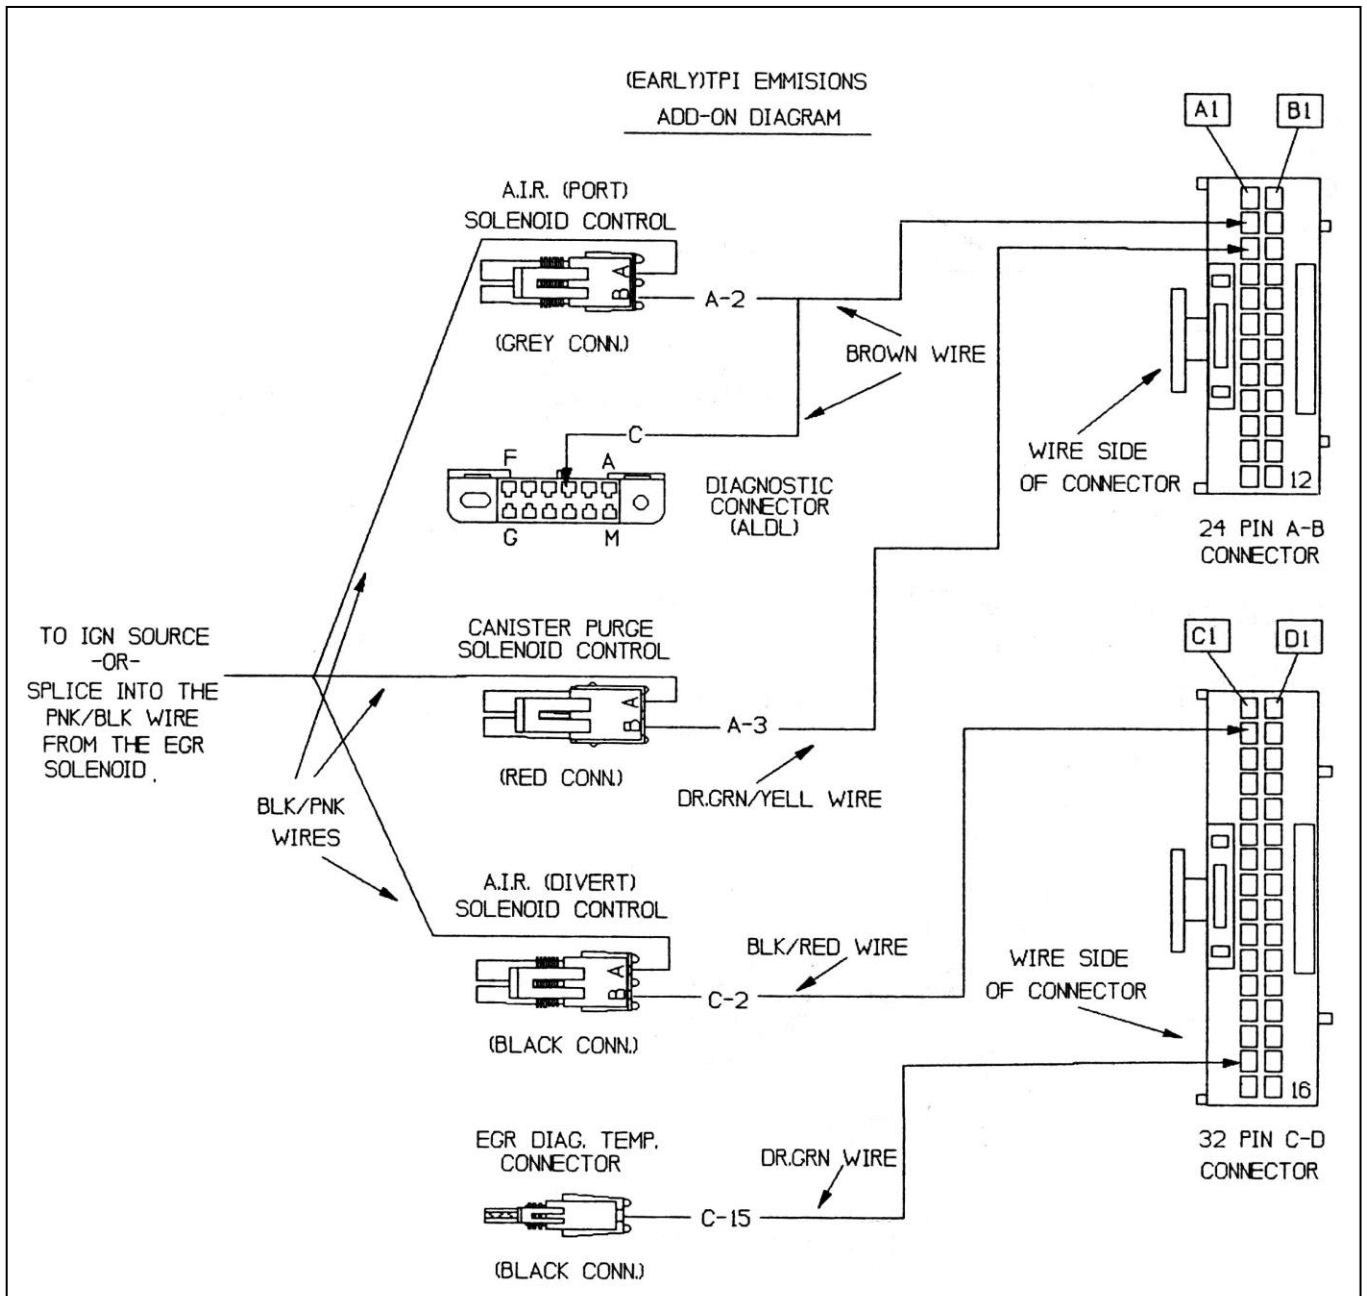 (EARLY)TPI EMMISIONS
ADD-ON DIAGRAM
A1
B1
A.I.R. (PORT)
SOLENOID CONTROL
A
B
A-2
(GREY CONN.)
BROWN WIRE
C
F
A
G
M
DIAGNOSTIC
CONNECTOR
(ALDL)
WIRE SIDE
OF CONNECTOR
12
24 PIN A-B
CONNECTOR
TO IGN SOURCE
-OR-
SPLICE INTO THE
PNK/BLK WIRE
FROM THE EGR
SOLENOID.
CANISTER PURGE
SOLENOID CONTROL
A
B
A-3
(RED CONN.)
DR.GRN/YELL WIRE
C1
D1
BLK/PNK
WIRES
A.I.R. (DIVERT)
SOLENOID CONTROL
A
B
C-2
BLK/RED WIRE
(BLACK CONN.)
WIRE SIDE
OF CONNECTOR
16
32 PIN C-D
CONNECTOR
EGR DIAG. TEMP.
CONNECTOR
C-15
DR.GRN WIRE
(BLACK CONN.)